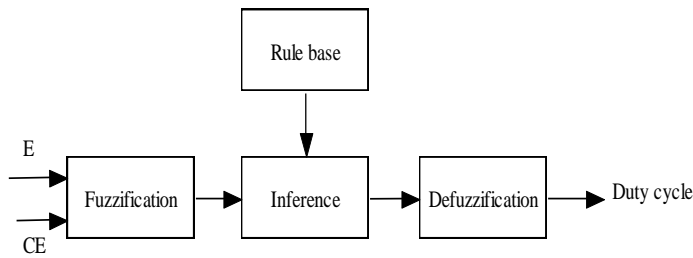 Rule base
E
Fuzzification
Inference
Defuzzification
Duty cycle
CE